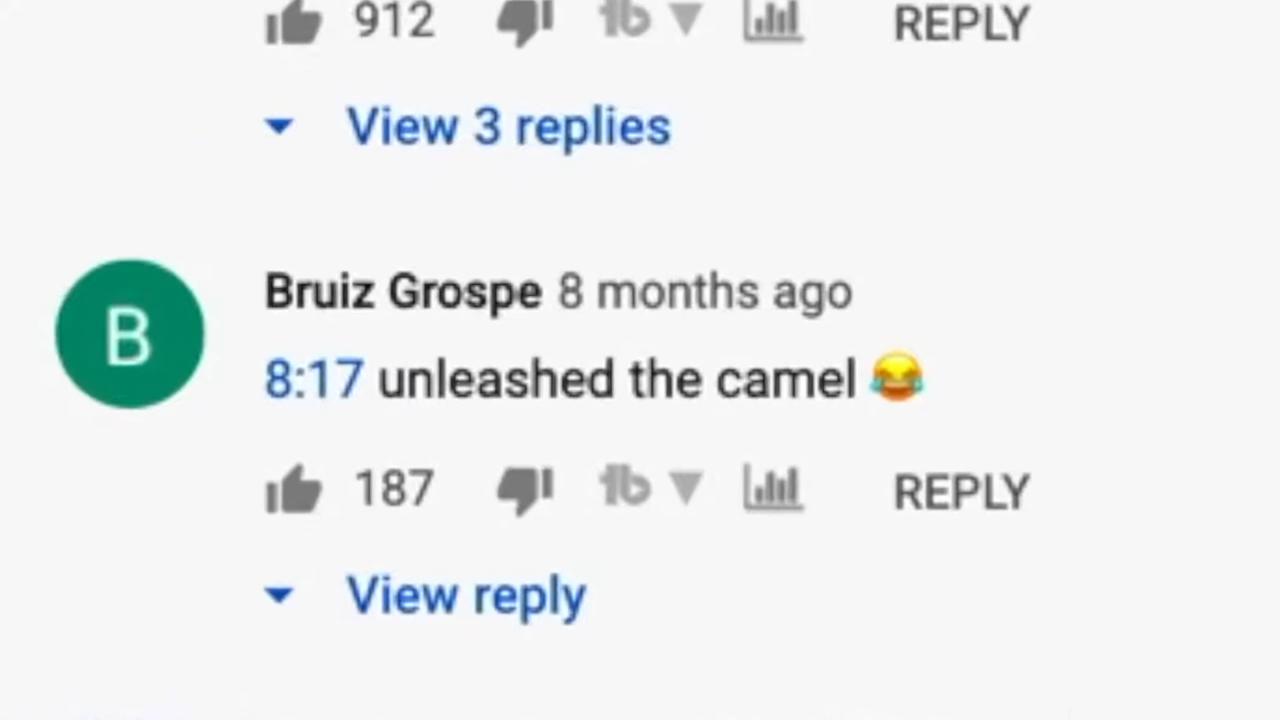 912 REPLY
View 3 replies
B
Bruiz Grospe 8 months ago
8:17 unleashed the camel 😂
187 REPLY
View reply